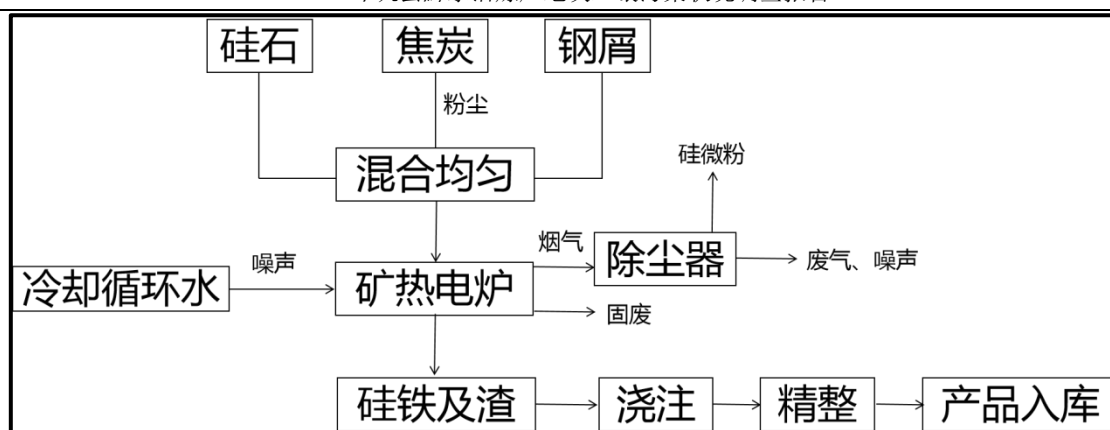 硅石
焦炭
钢屑
粉尘
混合均匀
硅微粉
烟气
除尘器
废气、噪声
噪声
冷却循环水
矿热电炉
固废
硅铁及渣
浇注
精整
产品入库